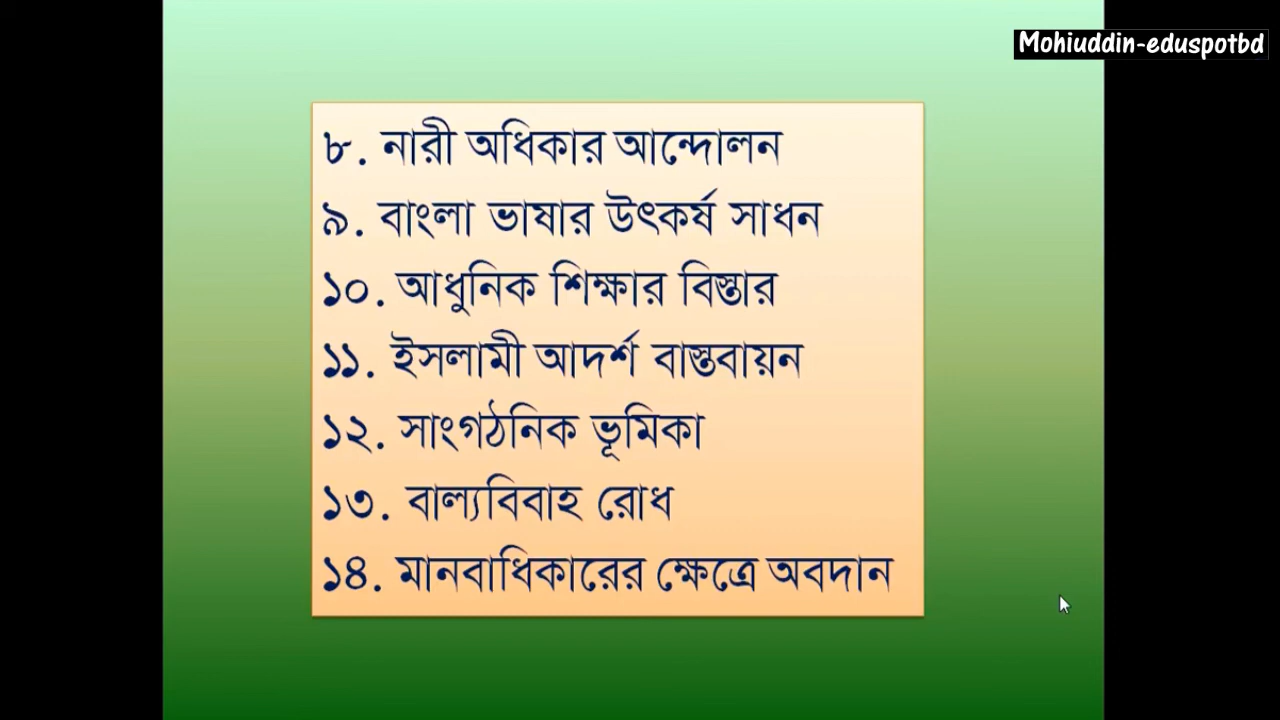 Mohiuddin-eduspotbd
৮. নারী অধিকার আন্দোলন
৯. বাংলা ভাষার উৎকর্ষ সাধন
১০. আধুনিক শিক্ষার বিস্তার
১১. ইসলামী আদর্শ বাস্তবায়ন
১২. সাংগঠনিক ভূমিকা
১৩. বাল্যবিবাহ রোধ
১৪. মানবাধিকারের ক্ষেত্রে অবদান